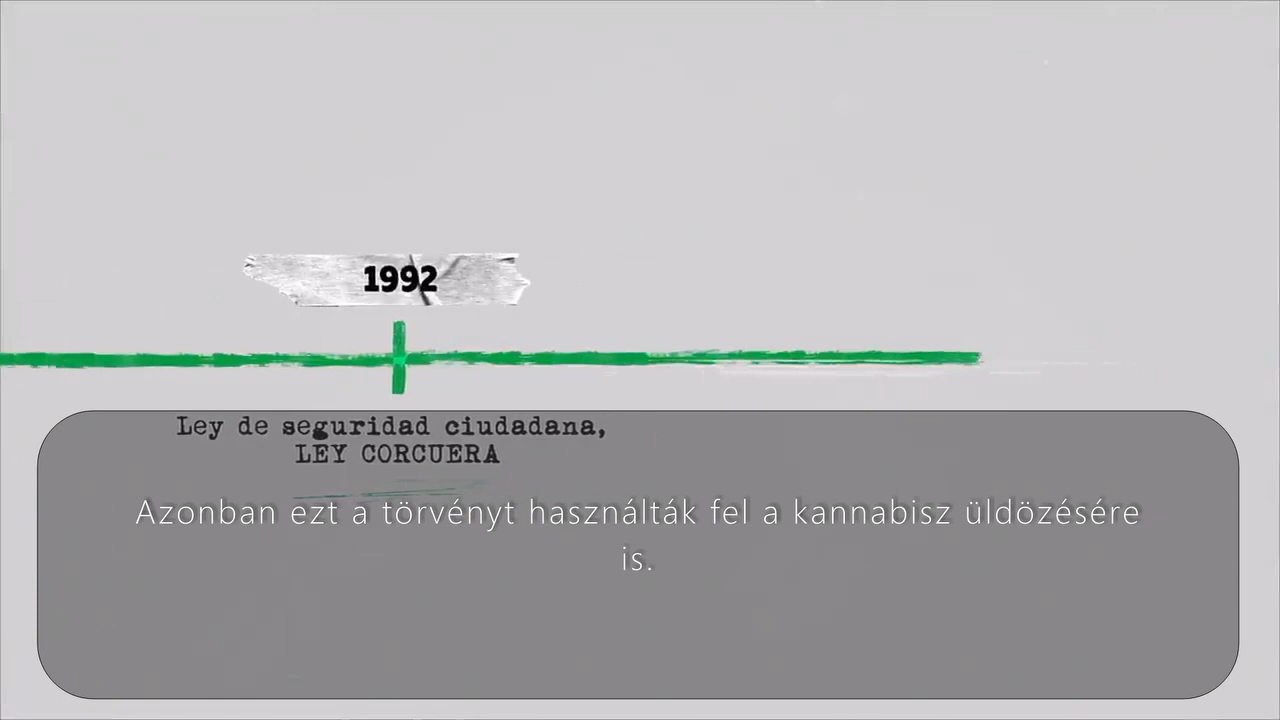 1992
Ley de seguridad ciudadana,
LEY CORCUERA
Azonban ezt a törvényt használták fel a kannabisz üldözésére
is.